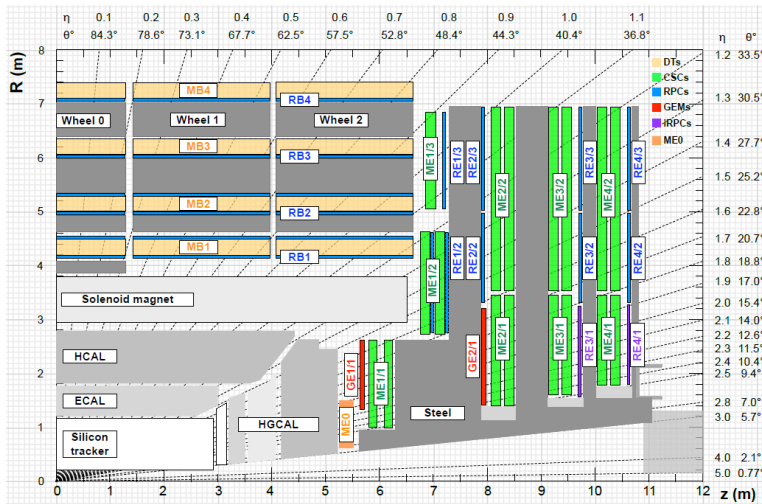 η 0.1 0.2 0.3 0.4 0.5 0.6 0.7 0.8 0.9 1.0 1.1 η θ°
θ° 84.3° 78.6° 73.1° 67.7° 62.5° 57.5° 52.8° 48.4° 44.3° 40.4° 36.8°
R (m)
8
7
6
5
4
3
2
1
0
1.2 33.5°
1.3 30.5°
1.4 27.7°
1.5 25.2°
1.6 22.8°
1.7 20.7°
1.8 18.8°
1.9 17.0°
2.0 15.4°
2.1 14.0°
2.2 12.6°
2.3 11.5°
2.4 10.4°
2.5 9.4°
2.8 7.0°
3.0 5.7°
4.0 2.1°
5.0 0.77°
DTs
CSCs
RPCs
GEMs
iRPCs
ME0
MB4
RB4
Wheel 0
Wheel 1
Wheel 2
MB3
RB3
MB2
RB2
MB1
RB1
Solenoid magnet
HCAL
ECAL
Silicon
tracker
HGCAL
Steel
ME0
GE1/1
ME1/1
ME1/2
ME1/3
RE1/3
RE2/3
RE1/2
RE2/2
GE2/1
ME2/2
ME2/1
ME3/2
ME3/1
RE3/3
RE3/2
RE3/1
ME4/2
ME4/1
RE4/3
RE4/2
RE4/1
0 1 2 3 4 5 6 7 8 9 10 11 12
z (m)